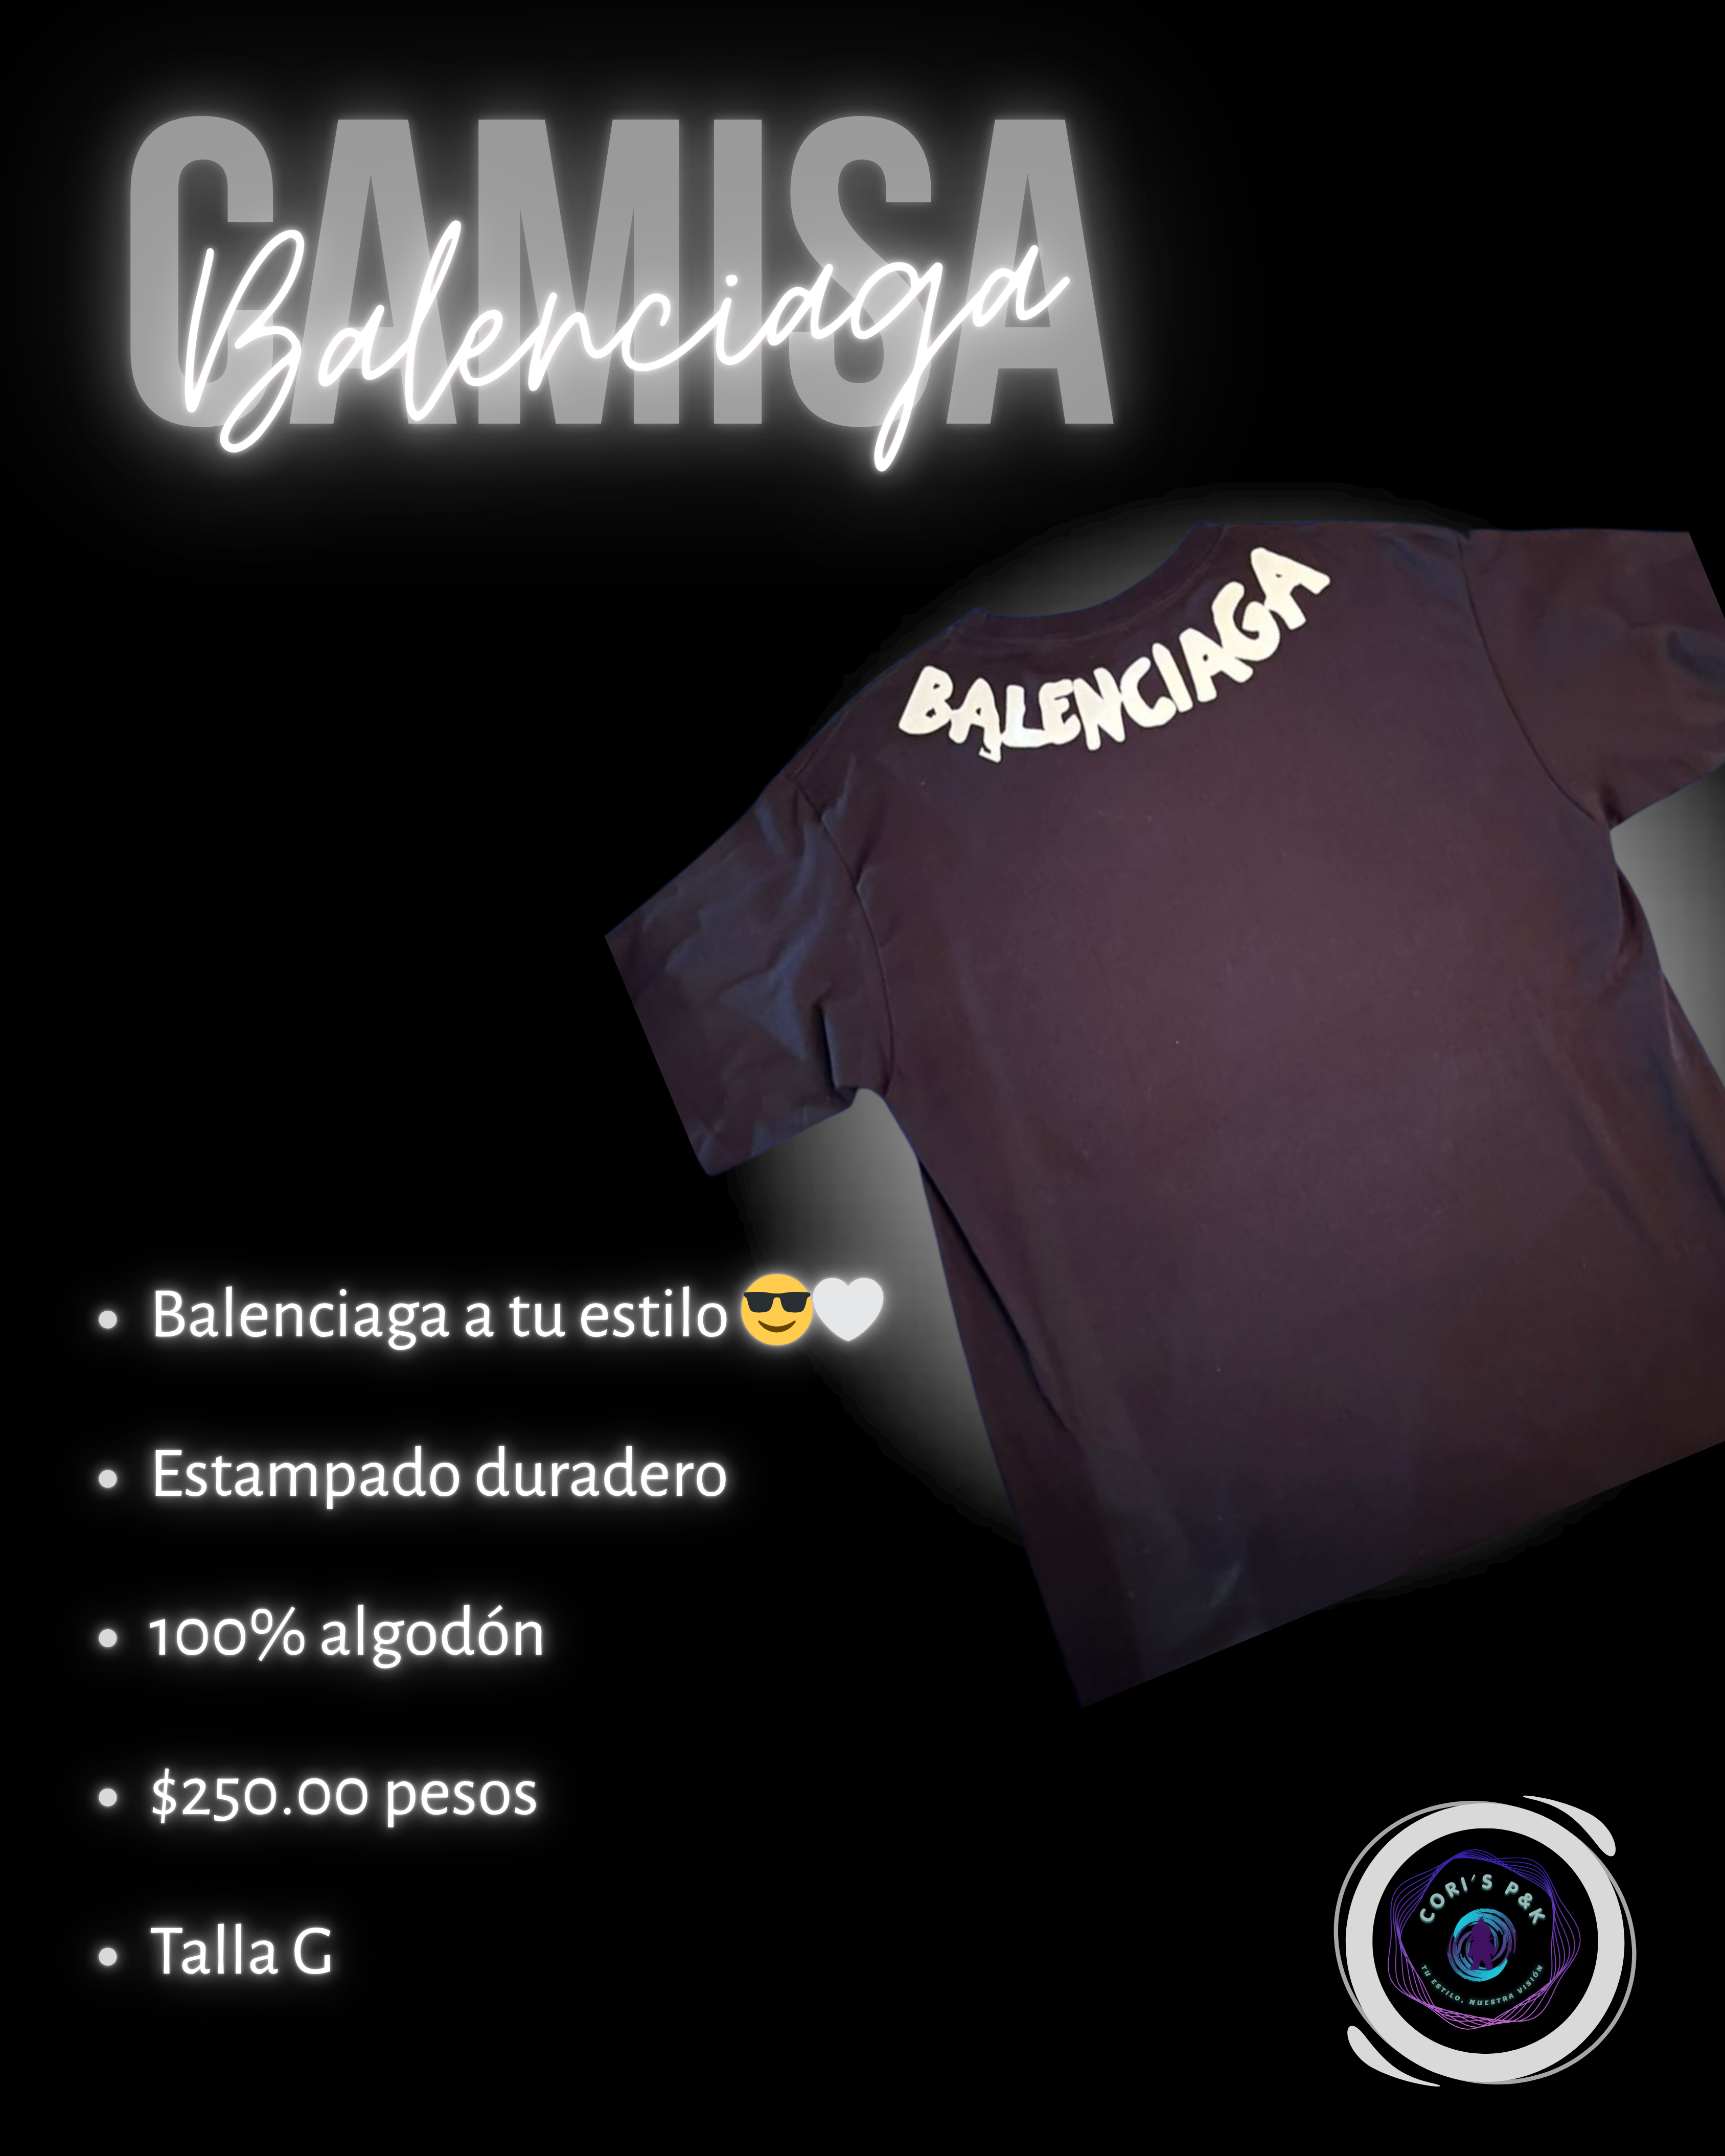 CAMISA
Balenciaga
BALENCIAGA
Balenciaga a tu estilo 😎🤍
Estampado duradero
100% algodón
$250.00 pesos
Talla G
CORI'S P&K
TU ESTILO, NUESTRA VISIÓN